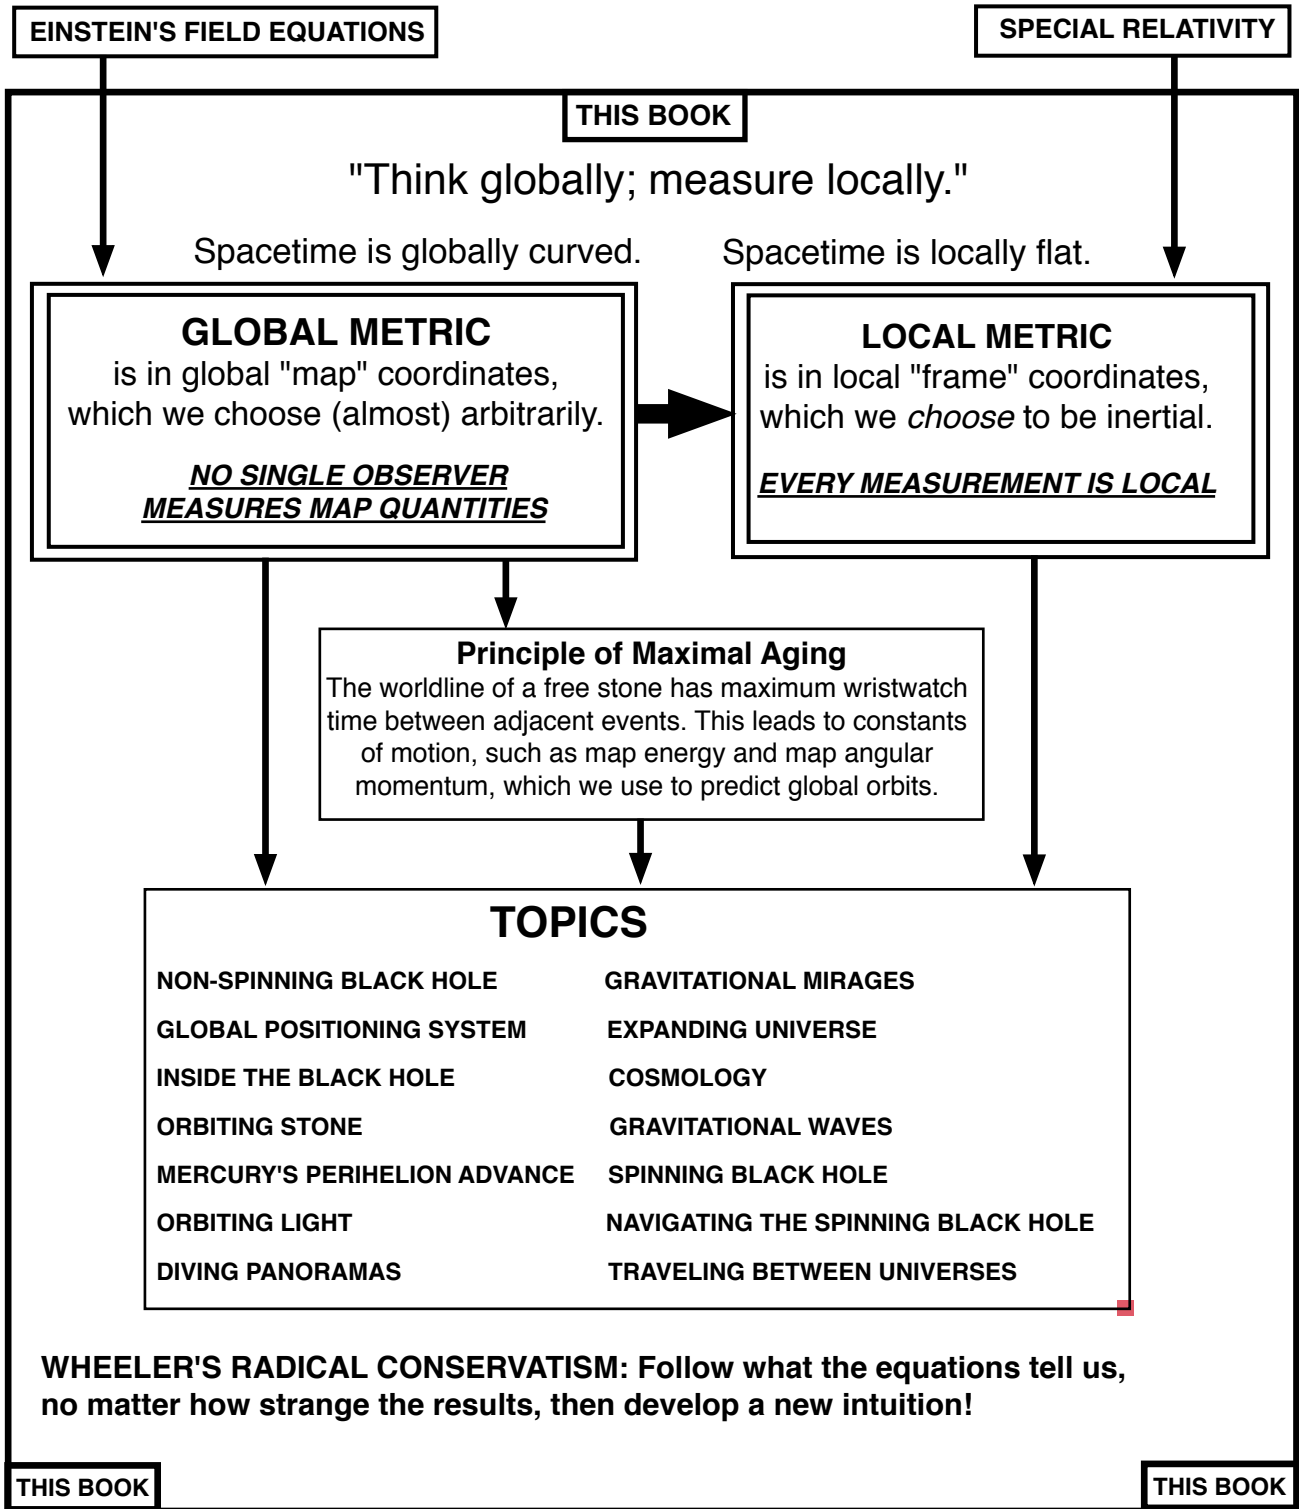 EINSTEIN'S FIELD EQUATIONS
SPECIAL RELATIVITY
THIS BOOK
"Think globally; measure locally."
Spacetime is globally curved.
Spacetime is locally flat.
GLOBAL METRIC
is in global "map" coordinates,
which we choose (almost) arbitrarily.
NO SINGLE OBSERVER
MEASURES MAP QUANTITIES
LOCAL METRIC
is in local "frame" coordinates,
which we choose to be inertial.
EVERY MEASUREMENT IS LOCAL
Principle of Maximal Aging
The worldline of a free stone has maximum wristwatch
time between adjacent events. This leads to constants
of motion, such as map energy and map angular
momentum, which we use to predict global orbits.
TOPICS
NON-SPINNING BLACK HOLE
GLOBAL POSITIONING SYSTEM
INSIDE THE BLACK HOLE
ORBITING STONE
MERCURY'S PERIHELION ADVANCE
ORBITING LIGHT
DIVING PANORAMAS
GRAVITATIONAL MIRAGES
EXPANDING UNIVERSE
COSMOLOGY
GRAVITATIONAL WAVES
SPINNING BLACK HOLE
NAVIGATING THE SPINNING BLACK HOLE
TRAVELING BETWEEN UNIVERSES
WHEELER'S RADICAL CONSERVATISM: Follow what the equations tell us,
no matter how strange the results, then develop a new intuition!
THIS BOOK
THIS BOOK